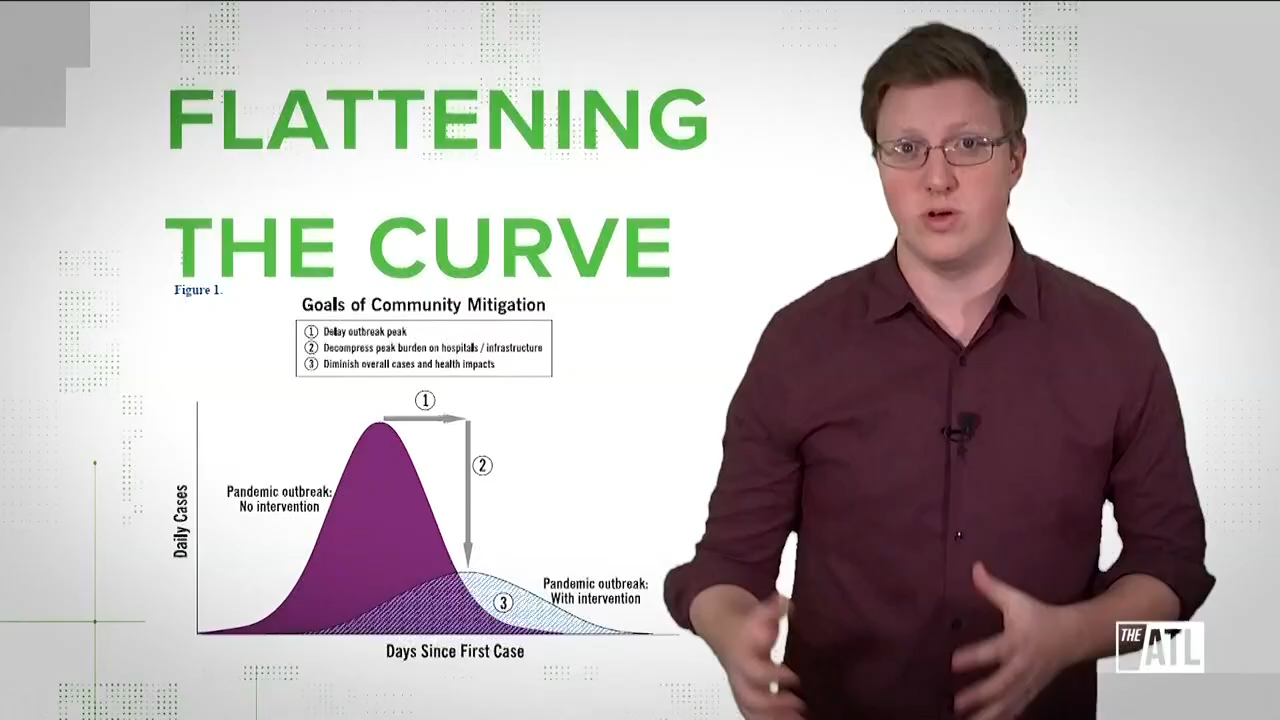 FLATTENING
THE CURVE
Figure 1.
Goals of Community Mitigation
1 Delay outbreak peak
2 Decompress peak burden on hospitals / infrastructure
3 Diminish overall cases and health impacts
1
2
Pandemic outbreak:
No intervention
Daily Cases
Pandemic outbreak:
With intervention
3
Days Since First Case
THE ATL